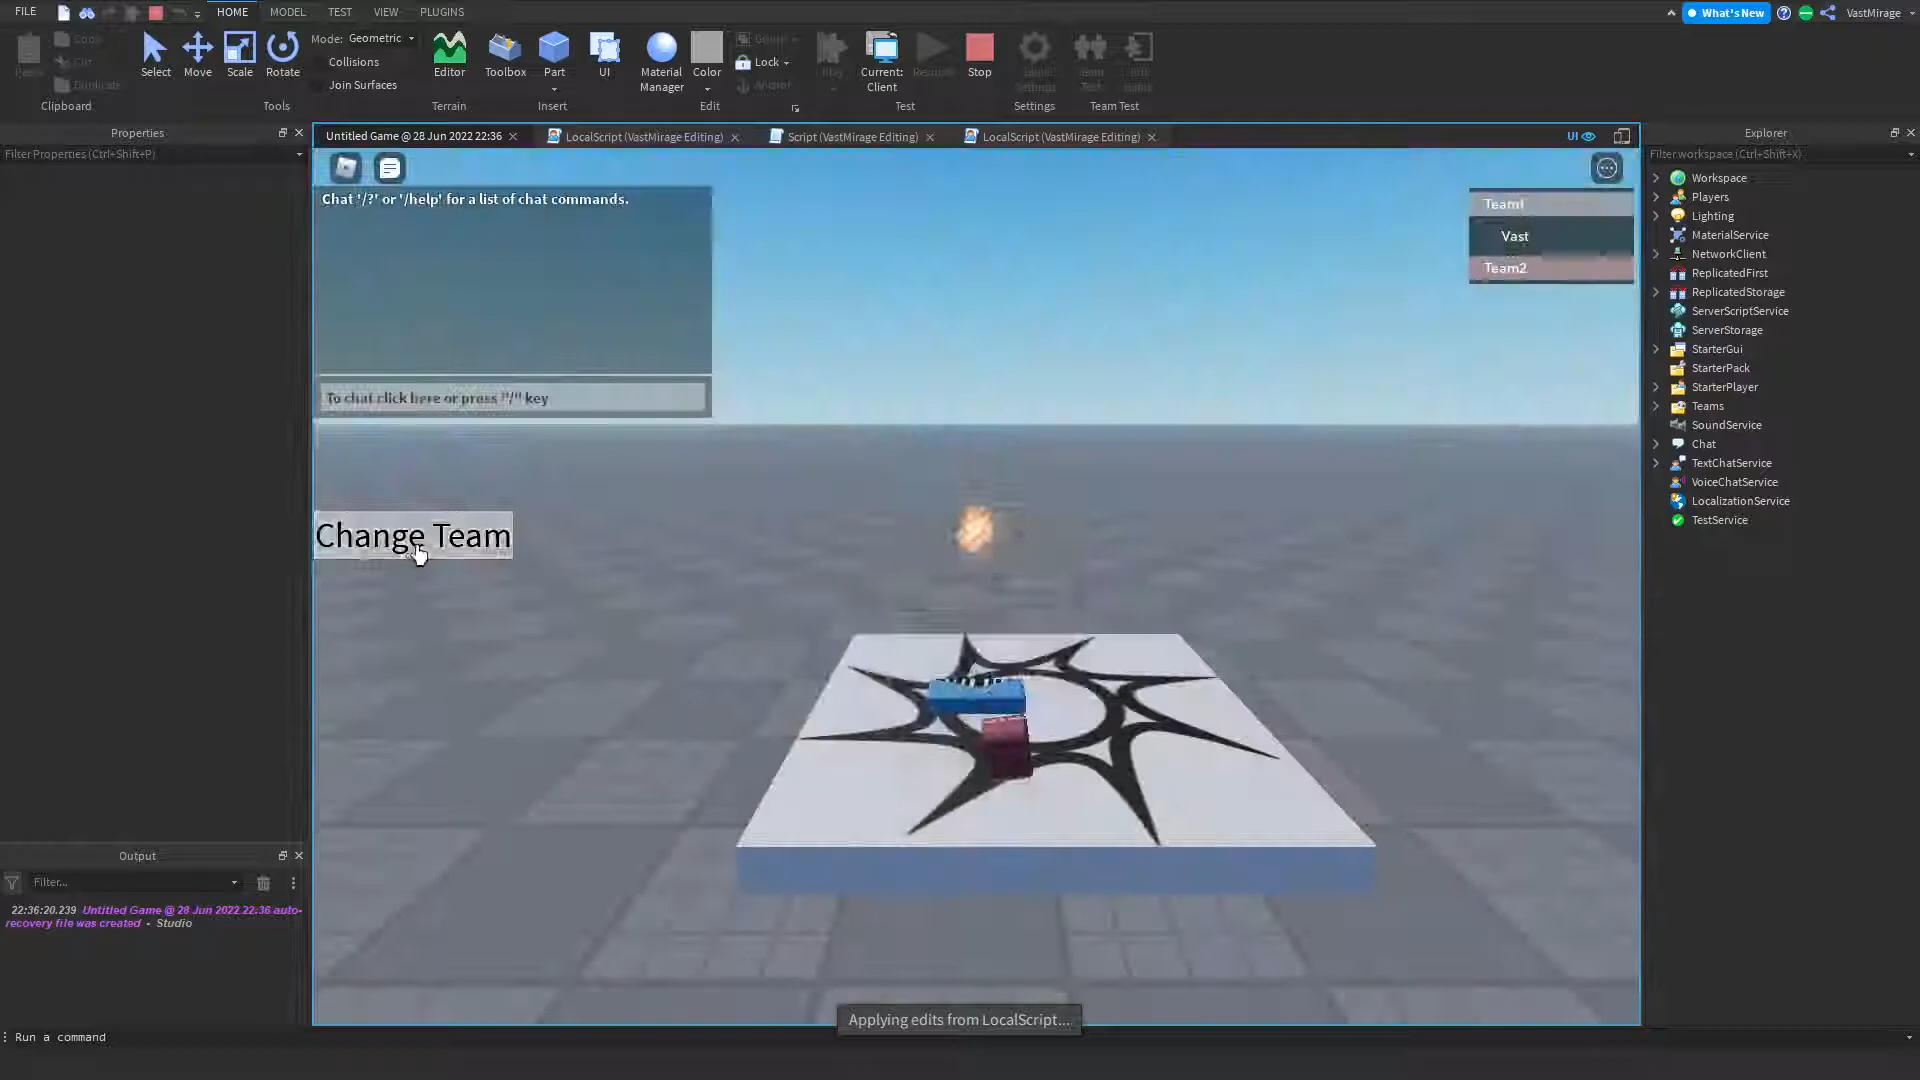 FILE
HOME
MODEL
TEST
VIEW
PLUGINS
What's New
VastMirage
Select
Move
Scale
Rotate
Mode: Geometric
Collisions
Join Surfaces
Editor
Toolbox
Part
UI
Material
Manager
Color
Lock
Anchor
Current:
Client
Stop
Clipboard
Tools
Terrain
Insert
Edit
Test
Settings
Team Test
Properties
Filter Properties (Ctrl+Shift+P)
Untitled Game @ 28 Jun 2022 22:36
LocalScript (VastMirage Editing)
Script (VastMirage Editing)
LocalScript (VastMirage Editing)
UI
Explorer
Filter workspace (Ctrl+Shift+X)
Chat '/?' or '/help' for a list of chat commands.
To chat click here or press "/" key
Team1
Vast
Team2
Change Team
Workspace
Players
Lighting
MaterialService
NetworkClient
ReplicatedFirst
ReplicatedStorage
ServerScriptService
ServerStorage
StarterGui
StarterPack
StarterPlayer
Teams
SoundService
Chat
TextChatService
VoiceChatService
LocalizationService
TestService
Output
Filter...
22:36:20.239 Untitled Game @ 28 Jun 2022 22:36 auto-
recovery file was created - Studio
Applying edits from LocalScript...
Run a command